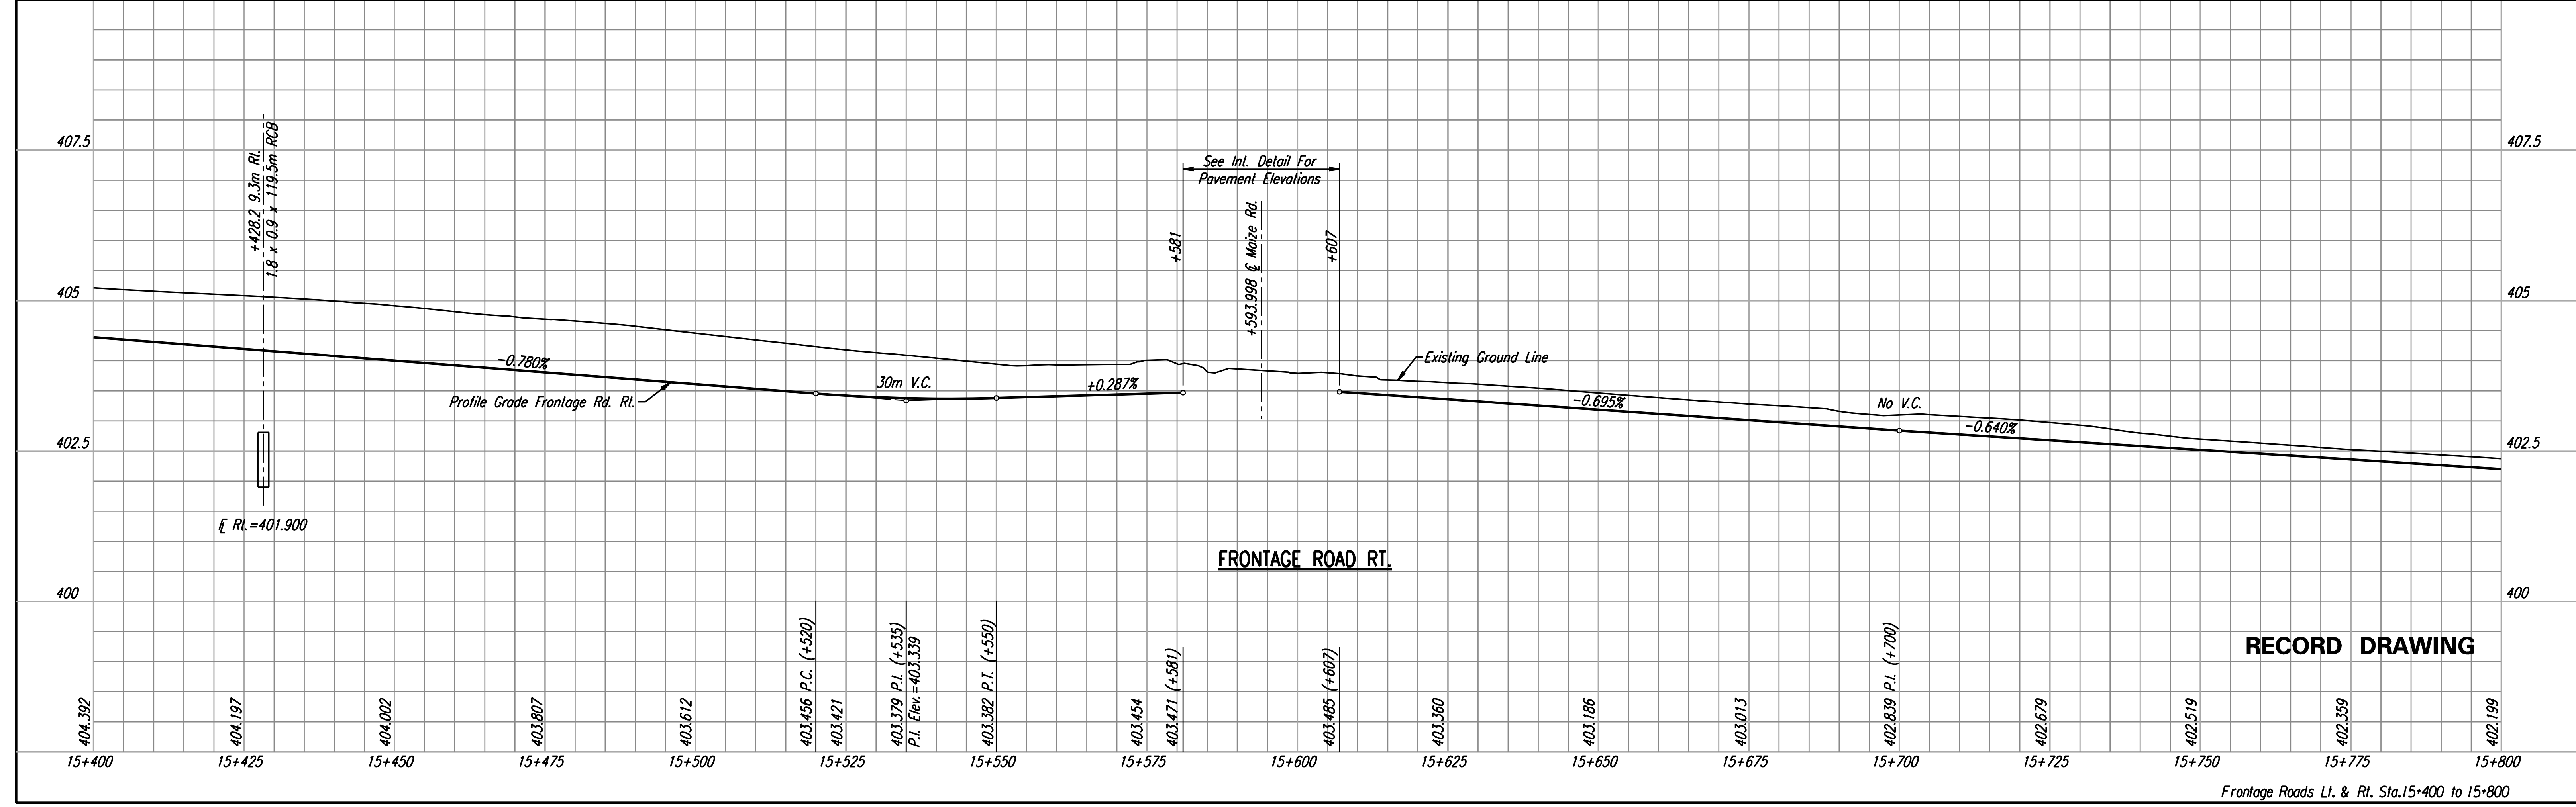 407.5
407.5
+428.2 9.3m Rt.
1.8 x 0.9 x 119.5m RCB
See Int. Detail For
Pavement Elevations
+581
+593.998 ℄ Maize Rd.
+607
405
405
-0.780%
Profile Grade Frontage Rd. Rt.
30m V.C.
+0.287%
Existing Ground Line
-0.695%
No V.C.
-0.640%
402.5
402.5
Rt.=401.900
FRONTAGE ROAD RT.
400
400
RECORD DRAWING
404.392
404.197
404.002
403.807
403.612
403.456 P.C. (+520)
403.421
403.379 P.I. (+535)
P.I. Elev.=403.339
403.382 P.T. (+550)
403.454
403.471 (+581)
403.485 (+607)
403.360
403.186
403.013
402.839 P.I. (+700)
402.679
402.519
402.359
402.199
15+400 15+425 15+450 15+475 15+500 15+525 15+550 15+575 15+600 15+625 15+650 15+675 15+700 15+725 15+750 15+775 15+800
Frontage Roads Lt. & Rt. Sta.15+400 to 15+800